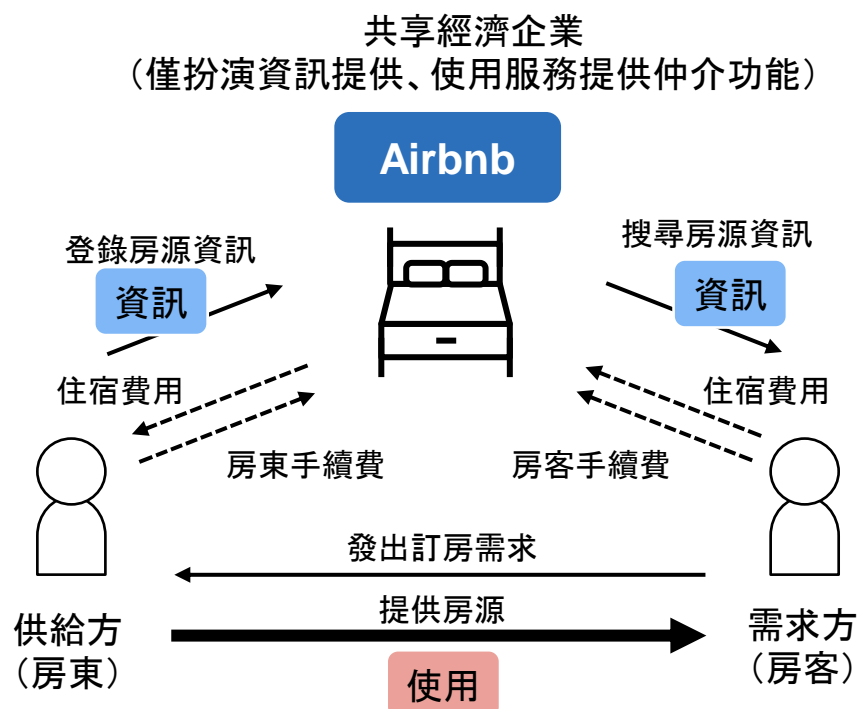 共享經濟企業
（僅扮演資訊提供、使用服務提供仲介功能）
Airbnb
登錄房源資訊
資訊
搜尋房源資訊
資訊
住宿費用
住宿費用
房東手續費
房客手續費
發出訂房需求
提供房源
供給方
（房東）
需求方
（房客）
使用